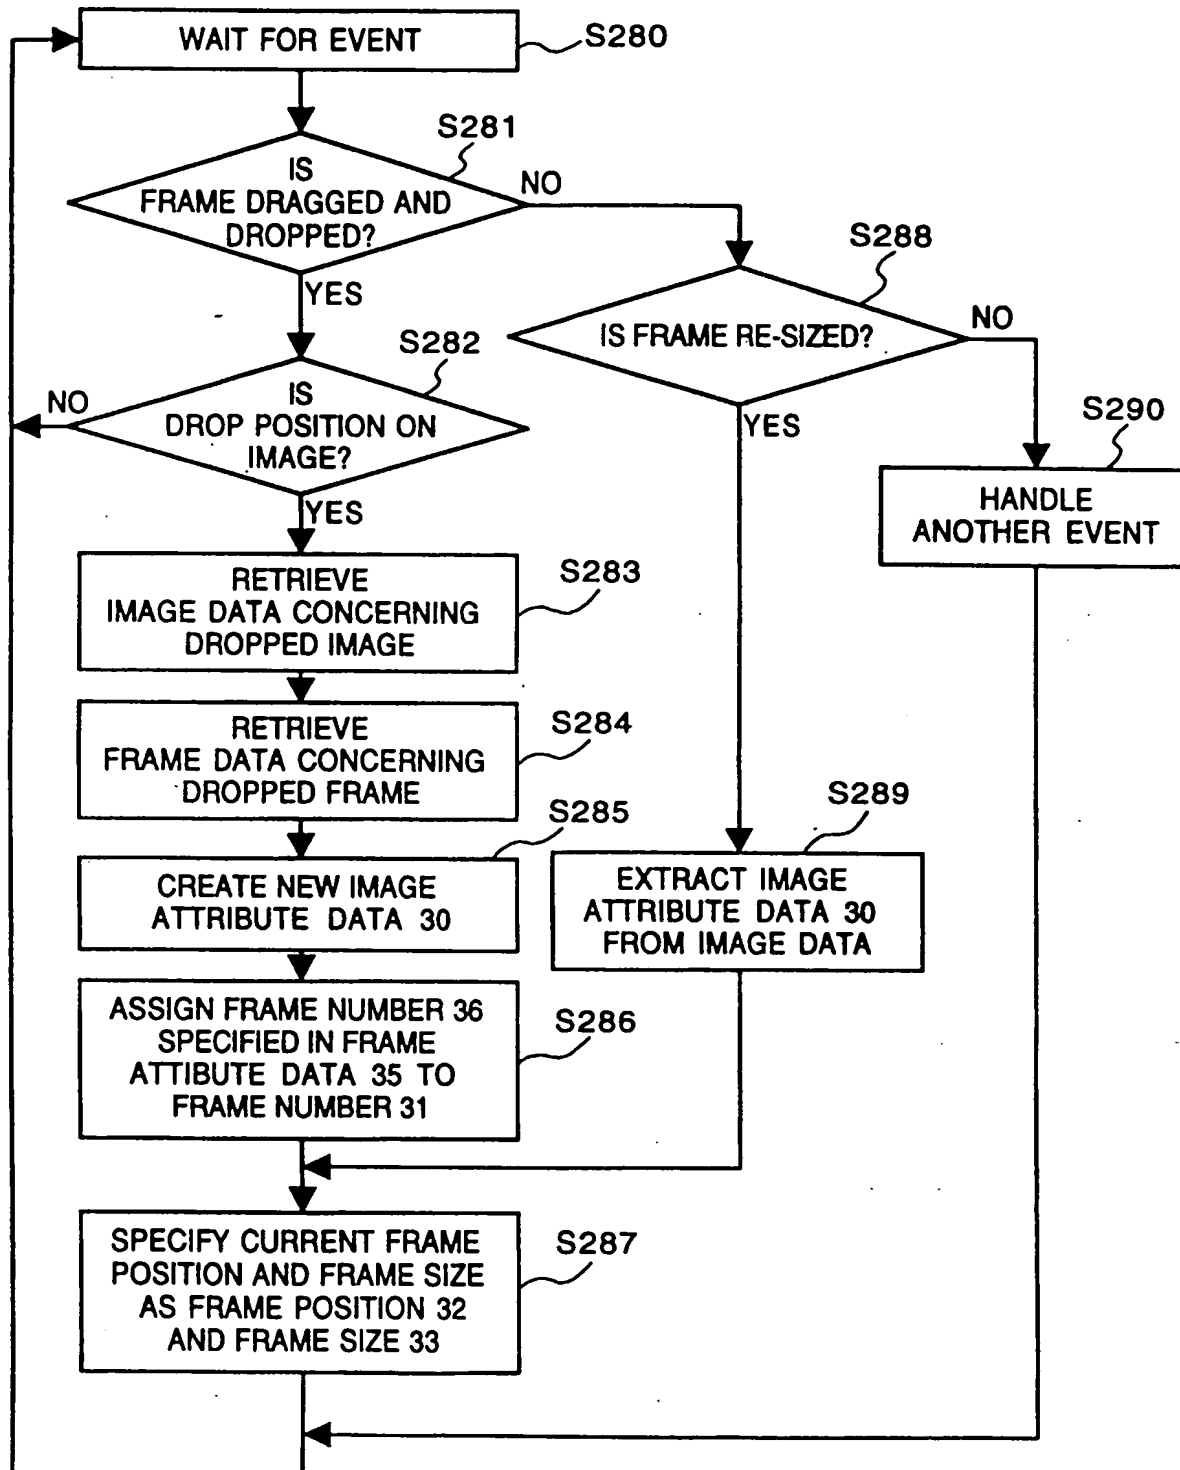 WAIT FOR EVENT
S280
S281
IS
FRAME DRAGGED AND
DROPPED?
NO
YES
S288
IS FRAME RE-SIZED?
NO
YES
S282
IS
DROP POSITION ON
IMAGE?
NO
YES
S290
HANDLE
ANOTHER EVENT
S283
RETRIEVE
IMAGE DATA CONCERNING
DROPPED IMAGE
S284
RETRIEVE
FRAME DATA CONCERNING
DROPPED FRAME
S285
CREATE NEW IMAGE
ATTRIBUTE DATA 30
S289
EXTRACT IMAGE
ATTRIBUTE DATA 30
FROM IMAGE DATA
S286
ASSIGN FRAME NUMBER 36
SPECIFIED IN FRAME
ATTIBUTE DATA 35 TO
FRAME NUMBER 31
S287
SPECIFY CURRENT FRAME
POSITION AND FRAME SIZE
AS FRAME POSITION 32
AND FRAME SIZE 33